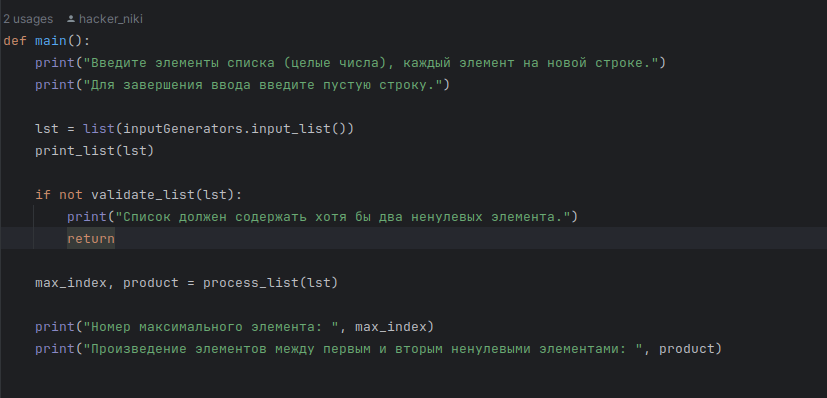 2 usages hacker_niki
def main():
print("Введите элементы списка (целые числа), каждый элемент на новой строке.")
print("Для завершения ввода введите пустую строку.")
lst = list(inputGenerators.input_list())
print_list(lst)
if not validate_list(lst):
print("Список должен содержать хотя бы два ненулевых элемента.")
return
max_index, product = process_list(lst)
print("Номер максимального элемента: ", max_index)
print("Произведение элементов между первым и вторым ненулевыми элементами: ", product)